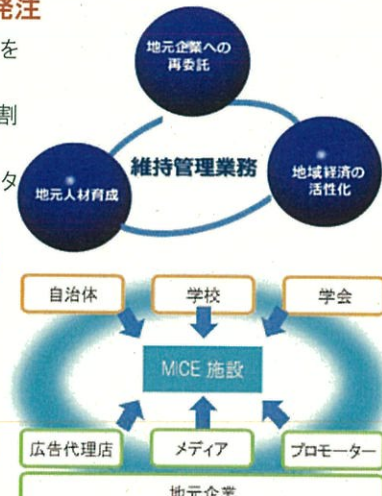 発注
を
割
タ
地元企業への
再委託
維持管理業務
地元人材育成
地域経済の
活性化
自治体
学校
学会
MICE 施設
広告代理店
メディア
プロモーター
地元企業